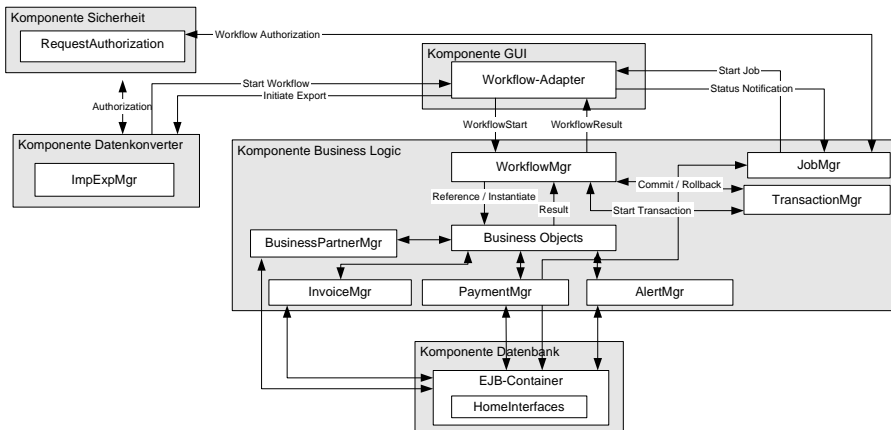 Komponente Sicherheit
RequestAuthorization
Workflow Authorization
Komponente GUI
Workflow-Adapter
Start Job
Start Workflow
Status Notification
Initiate Export
Authorization
WorkflowStart
WorkflowResult
Komponente Datenkonverter
ImpExpMgr
Komponente Business Logic
WorkflowMgr
JobMgr
Commit / Rollback
TransactionMgr
Reference / Instantiate
Result
Start Transaction
BusinessPartnerMgr
Business Objects
InvoiceMgr
PaymentMgr
AlertMgr
Komponente Datenbank
EJB-Container
HomeInterfaces